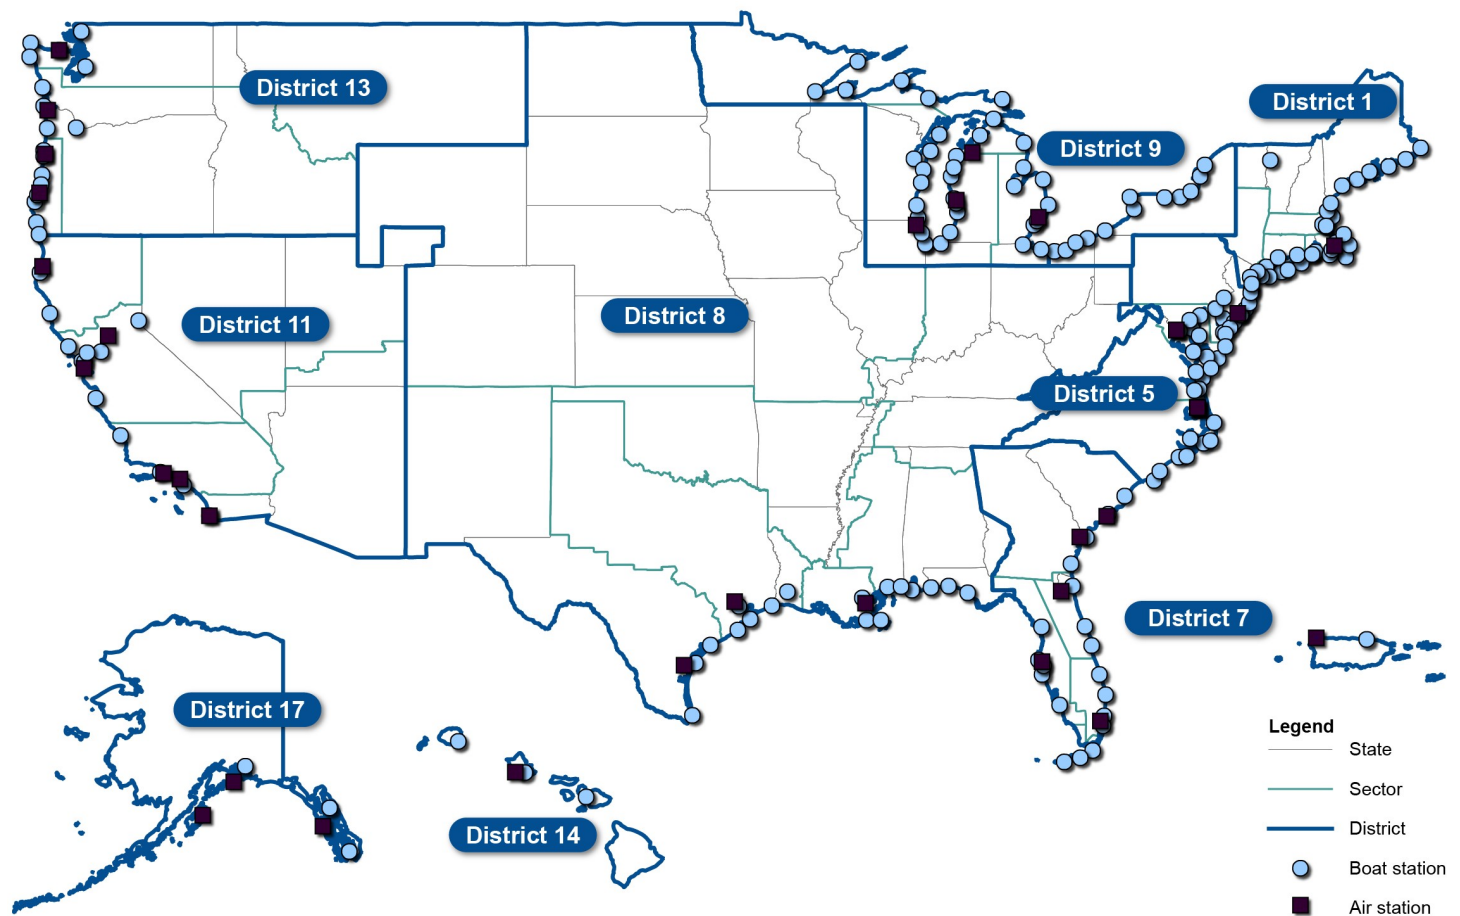 District 13
District 1
District 9
District 11
District 8
District 5
District 7
District 17
District 14
Legend
State
Sector
District
Boat station
Air station